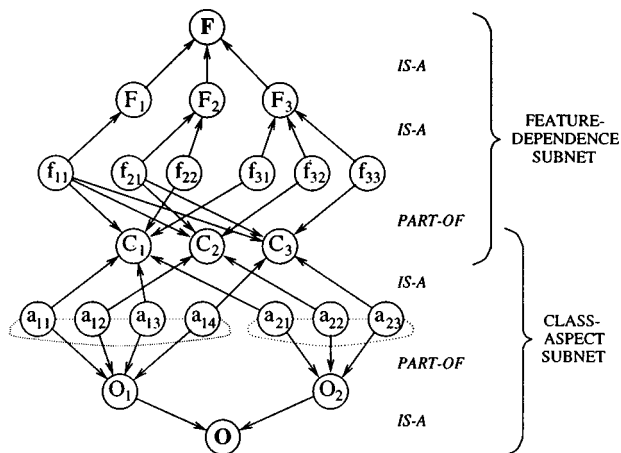 F
IS-A
F1 F2 F3
IS-A
FEATURE-
DEPENDENCE
SUBNET
f11 f21 f22 f31 f32 f33
PART-OF
C1 C2 C3
IS-A
a11 a12 a13 a14 a21 a22 a23
CLASS-
ASPECT
SUBNET
PART-OF
O1 O2
IS-A
O